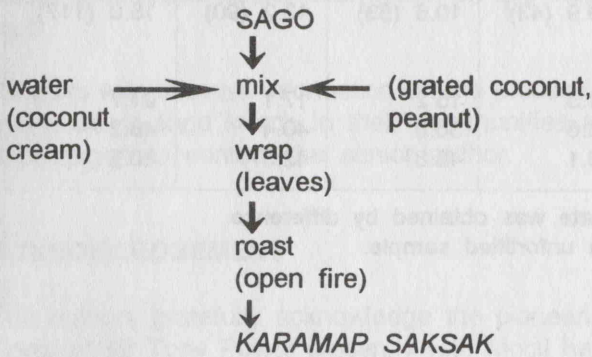 SAGO
water mix (grated coconut,
(coconut peanut)
cream) wrap
(leaves)
roast
(open fire)
KARAMAP SAKSAK